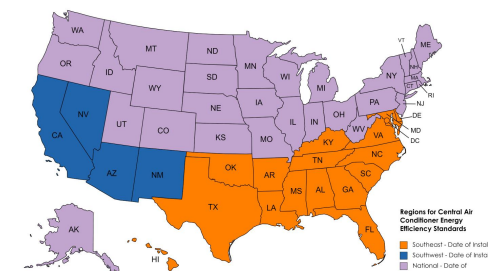 WA
MT
ND
MN
VT
ME
NH
OR
ID
SD
WI
NY
MA
CT
RI
WY
MI
IA
PA
NJ
NE
OH
NV
UT
IL
IN
DE
CO
WV
MD
CA
KS
MO
KY
VA
DC
TN
NC
AZ
NM
OK
AR
SC
MS
AL
GA
TX
LA
FL
AK
HI
Regions for Central Air
Conditioner Energy
Efficiency Standards
Southeast - Date of Instal
Southwest - Date of Insta
National - Date of